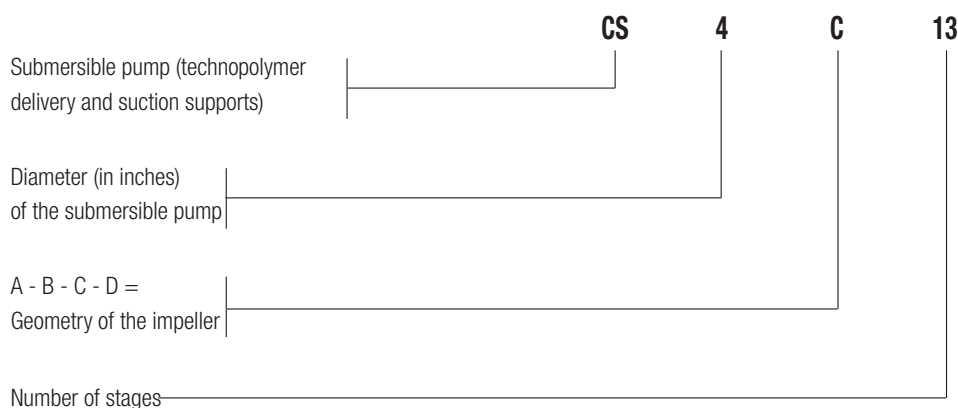 CS 4 C 13
Submersible pump (technopolymer
delivery and suction supports)
Diameter (in inches)
of the submersible pump
A - B - C - D =
Geometry of the impeller
Number of stages